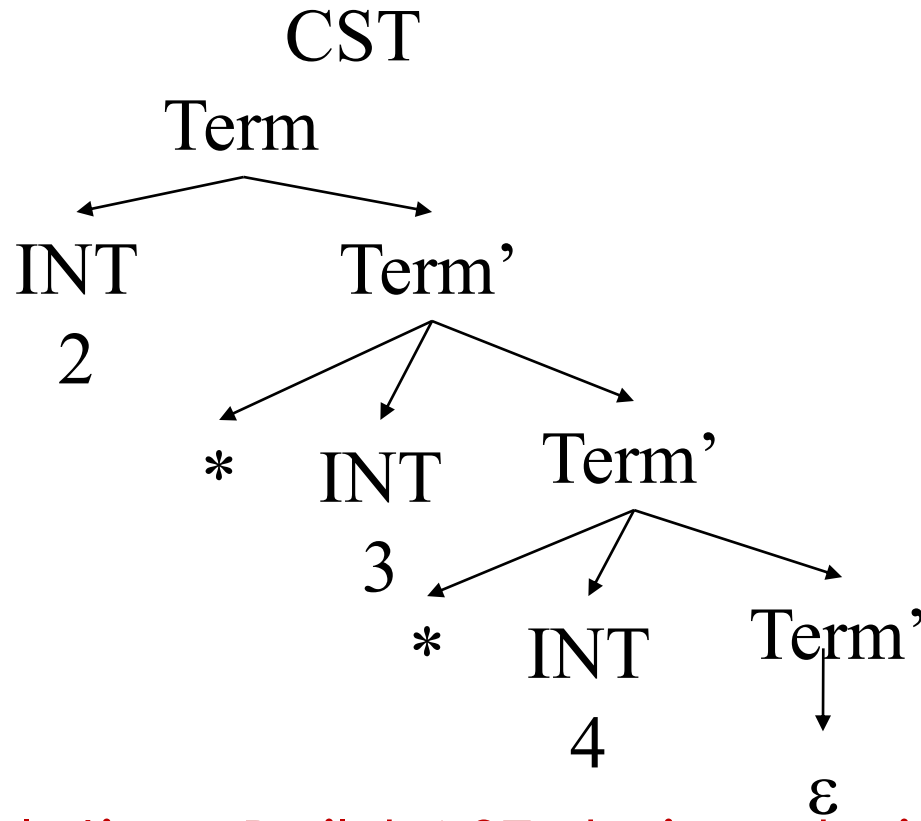 CST
Term
INT Term’
2
* INT Term’
3
* INT Term’
4
ε